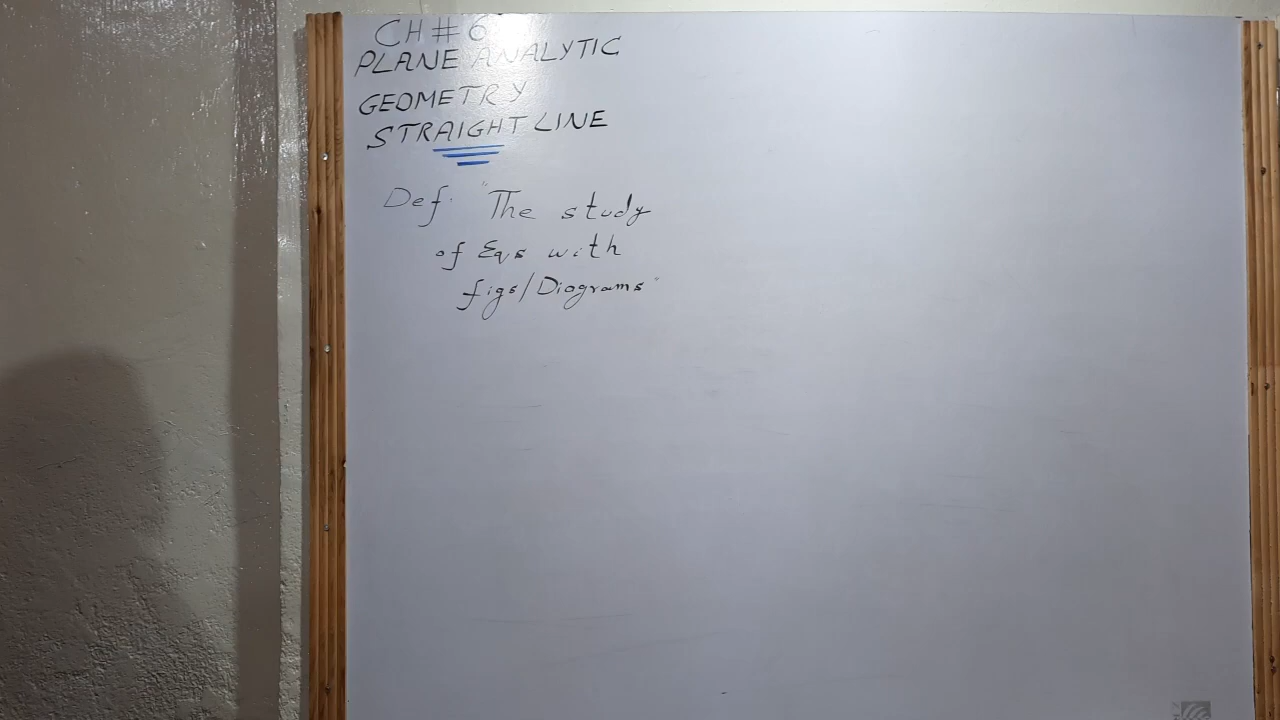 CH # 6
PLANE ANALYTIC
GEOMETRY
STRAIGHT LINE
Def. "The study
of Eqs with
figs/Diagrams"